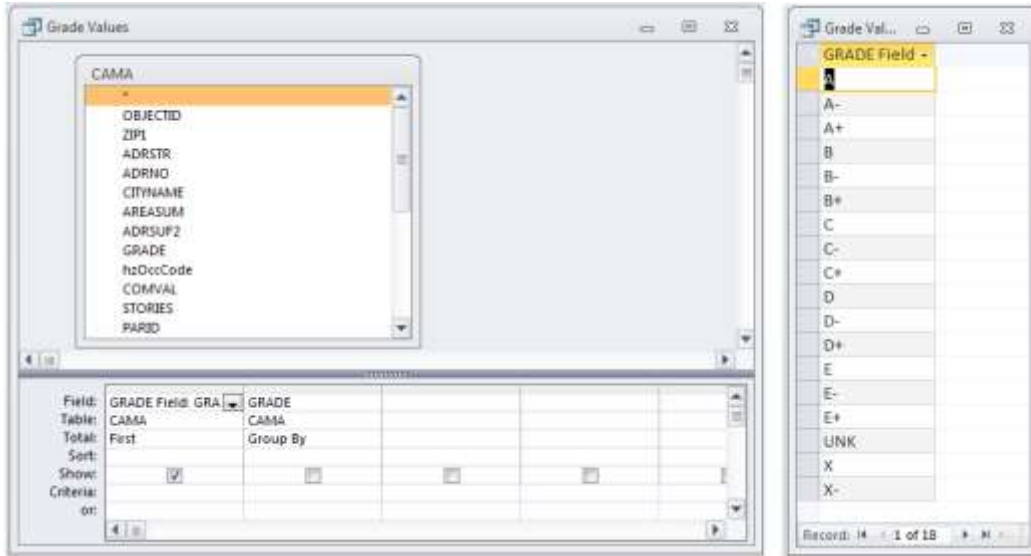 Grade Values
CAMA
*
OBJECTID
ZIP1
ADRSTR
ADRNO
CITYNAME
AREASUM
ADRSUF2
GRADE
hzOccCode
COMVAL
STORIES
PARID
Field: GRADE Field: GRA GRADE
Table: CAMA CAMA
Total: First Group By
Sort:
Show:
Criteria:
or:
Grade Val...
GRADE Field
A
A-
A+
B
B-
B+
C
C-
C+
D
D-
D+
E
E-
E+
UNK
X
X-
Record: 1 of 18